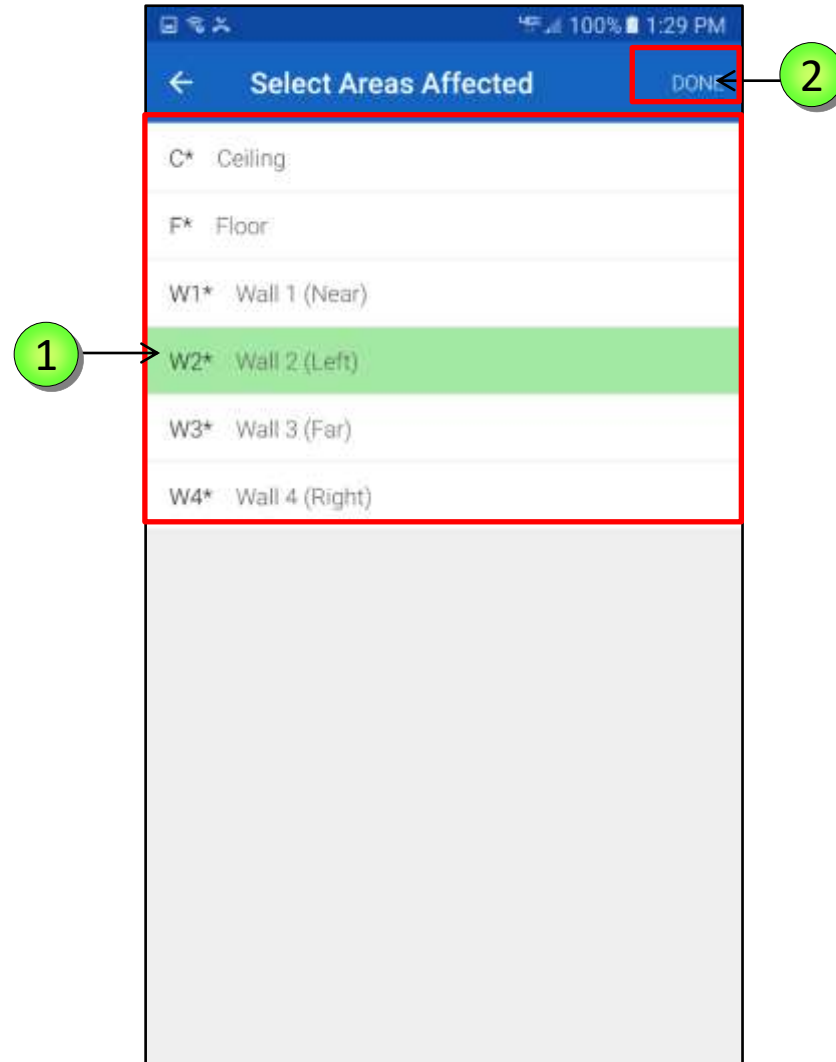 100% 1:29 PM
Select Areas Affected DONE
2
C* Ceiling
F* Floor
W1* Wall 1 (Near)
1
W2* Wall 2 (Left)
W3* Wall 3 (Far)
W4* Wall 4 (Right)